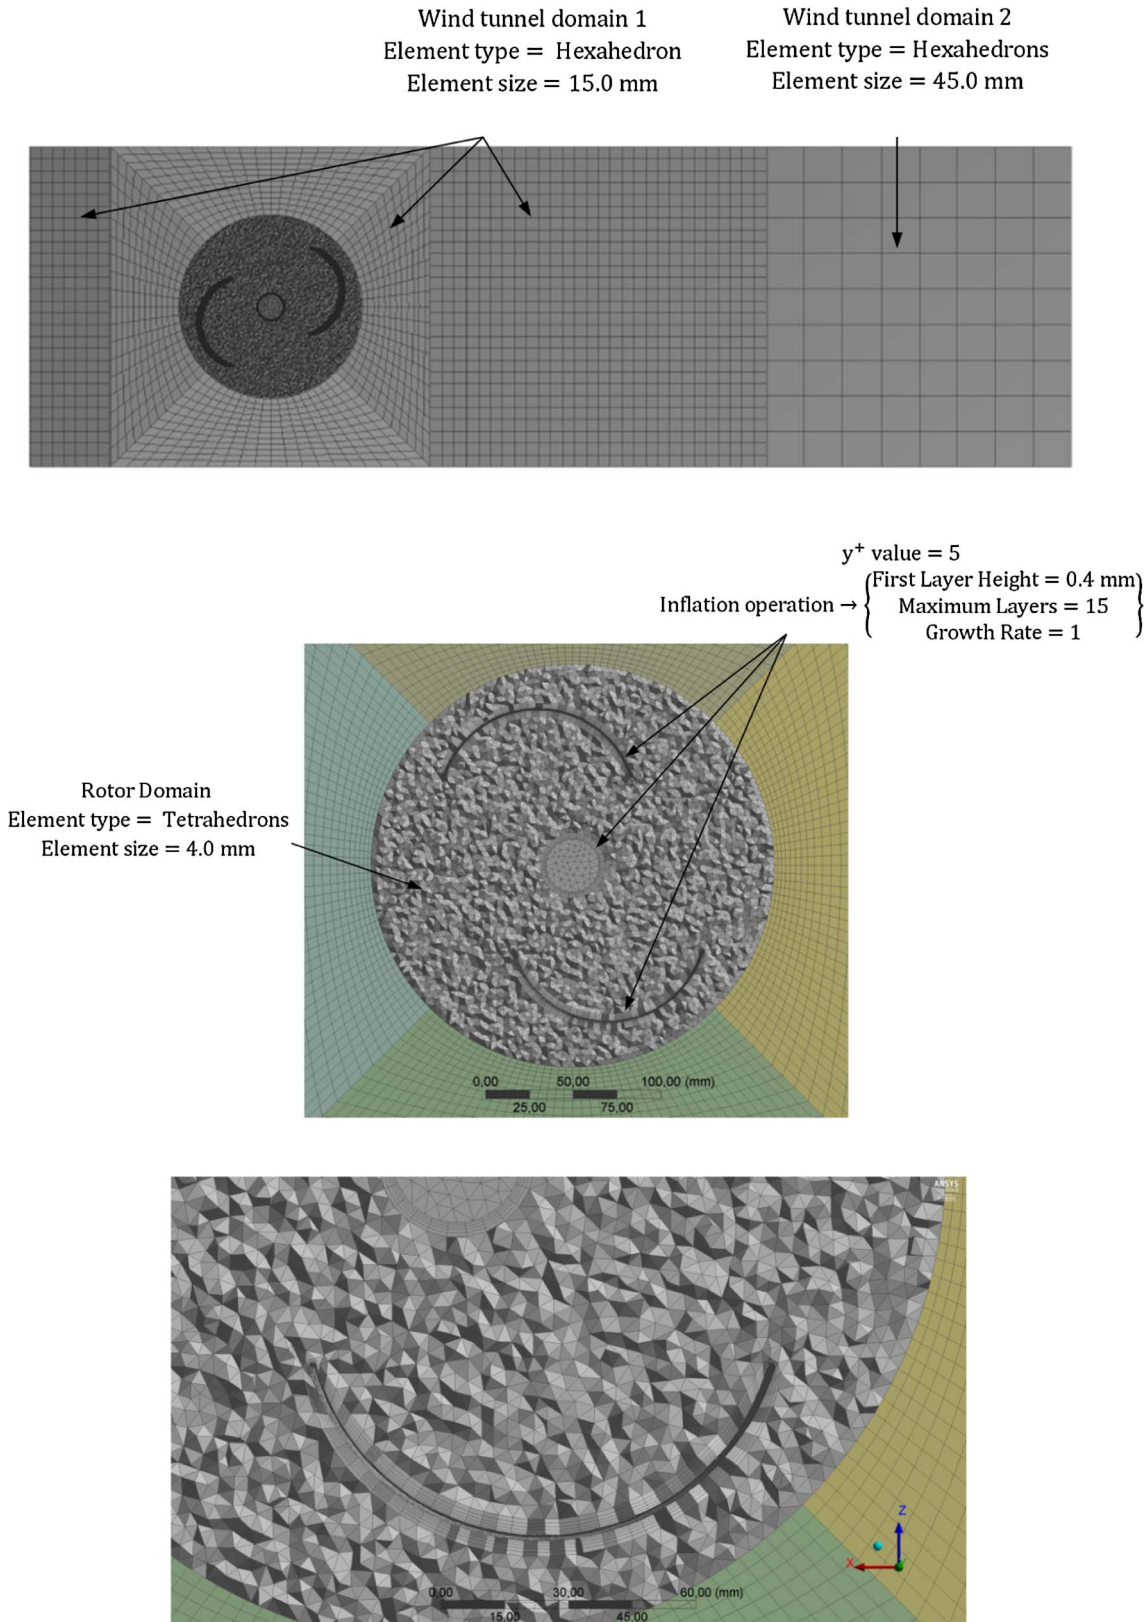 Wind tunnel domain 1
Element type = Hexahedron
Element size = 15.0 mm
Wind tunnel domain 2
Element type = Hexahedrons
Element size = 45.0 mm
y⁺ value = 5
Inflation operation → {First Layer Height = 0.4 mm}
Maximum Layers = 15
Growth Rate = 1
Rotor Domain
Element type = Tetrahedrons
Element size = 4.0 mm
0,00 50,00 100,00 (mm)
25,00 75,00
ANSYS
Z
X
0,00 30,00 60,00 (mm)
15,00 45,00